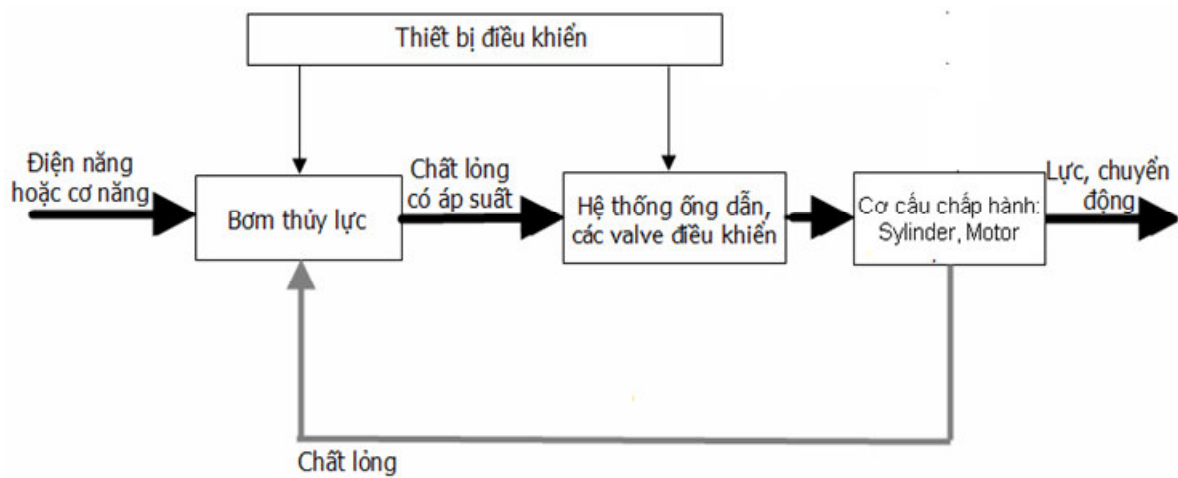 Thiết bị điều khiển
Điện năng
hoặc cơ năng
Bơm thủy lực
Chất lỏng
có áp suất
Hệ thống ống dẫn,
các valve điều khiển
Cơ cấu chấp hành:
Sylinder, Motor
Lực, chuyển
động
Chất lỏng